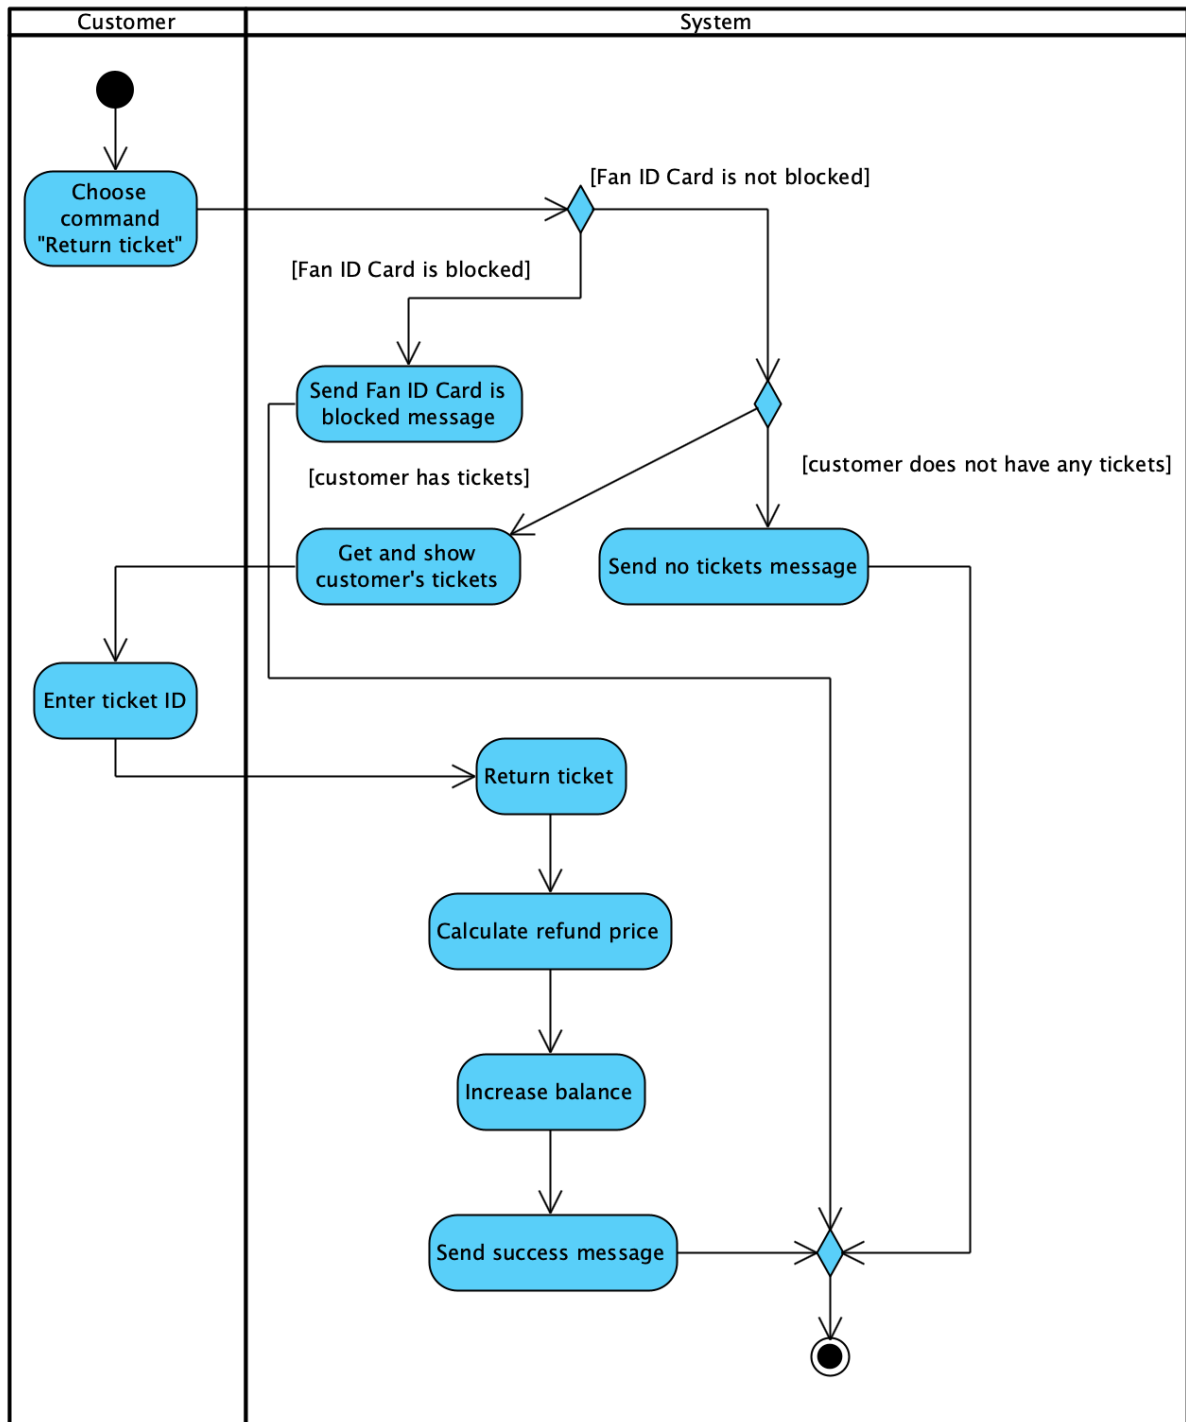 Customer
System
Choose
command
"Return ticket"
[Fan ID Card is not blocked]
[Fan ID Card is blocked]
Send Fan ID Card is
blocked message
[customer has tickets]
[customer does not have any tickets]
Get and show
customer's tickets
Send no tickets message
Enter ticket ID
Return ticket
Calculate refund price
Increase balance
Send success message